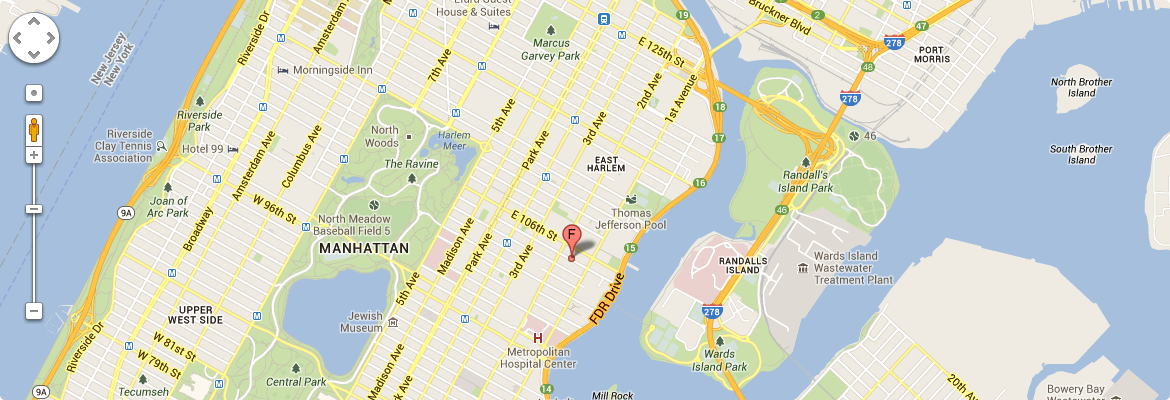 Riverside Dr
Amsterdam Ave
House & Suites
Bruckner Blvd
19
2
47
278
PORT
MORRIS
48
New Jersey
New York
7th Ave
Marcus
Garvey Park
E 125th St
Morningside Inn
2nd Ave
1st Avenue
North Brother
Island
278
18
5th Ave
Riverside
Park
Riverside
Clay Tennis
Association
Hotel 99
North
Woods
Harlem
Meer
Park Ave
3rd Ave
17
46
South Brother
Island
Amsterdam Ave
Columbus Ave
The Ravine
EAST
HARLEM
16
Randall's
Island Park
Joan of
Arc Park
9A
Broadway
W 96th St
North Meadow
Baseball Field 5
MANHATTAN
Madison Ave
Park Ave
3rd Ave
E 106th St
F
Thomas
Jefferson Pool
15
46
RANDALLS
ISLAND
Wards Island
Wastewater
Treatment Plant
5th Ave
FDR Drive
278
UPPER
WEST SIDE
Jewish
Museum
H
Metropolitan
Hospital Center
Riverside Dr
W 81st St
W 79th St
Madison Ave
Wards
Island Park
Central Park
9A
Tecumseh
14
Mill Rock
20th Ave
Bowery Bay
Wastewater